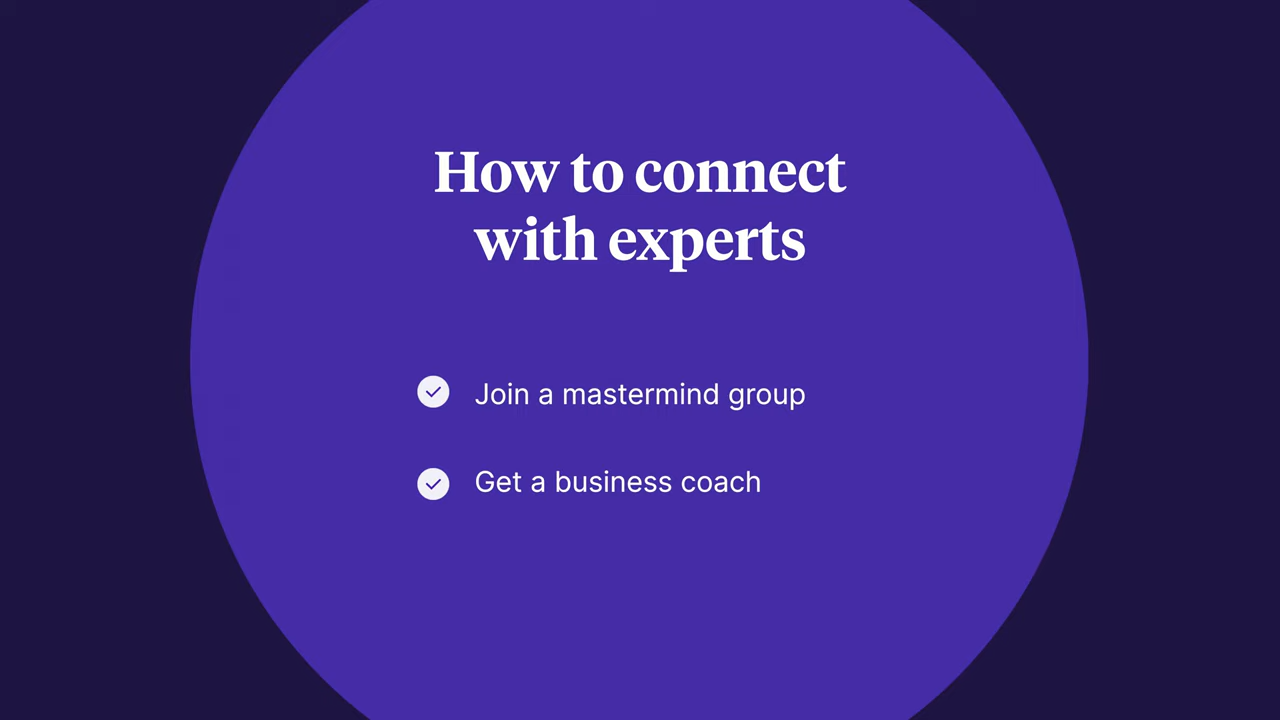 How to connect
with experts
Join a mastermind group
Get a business coach